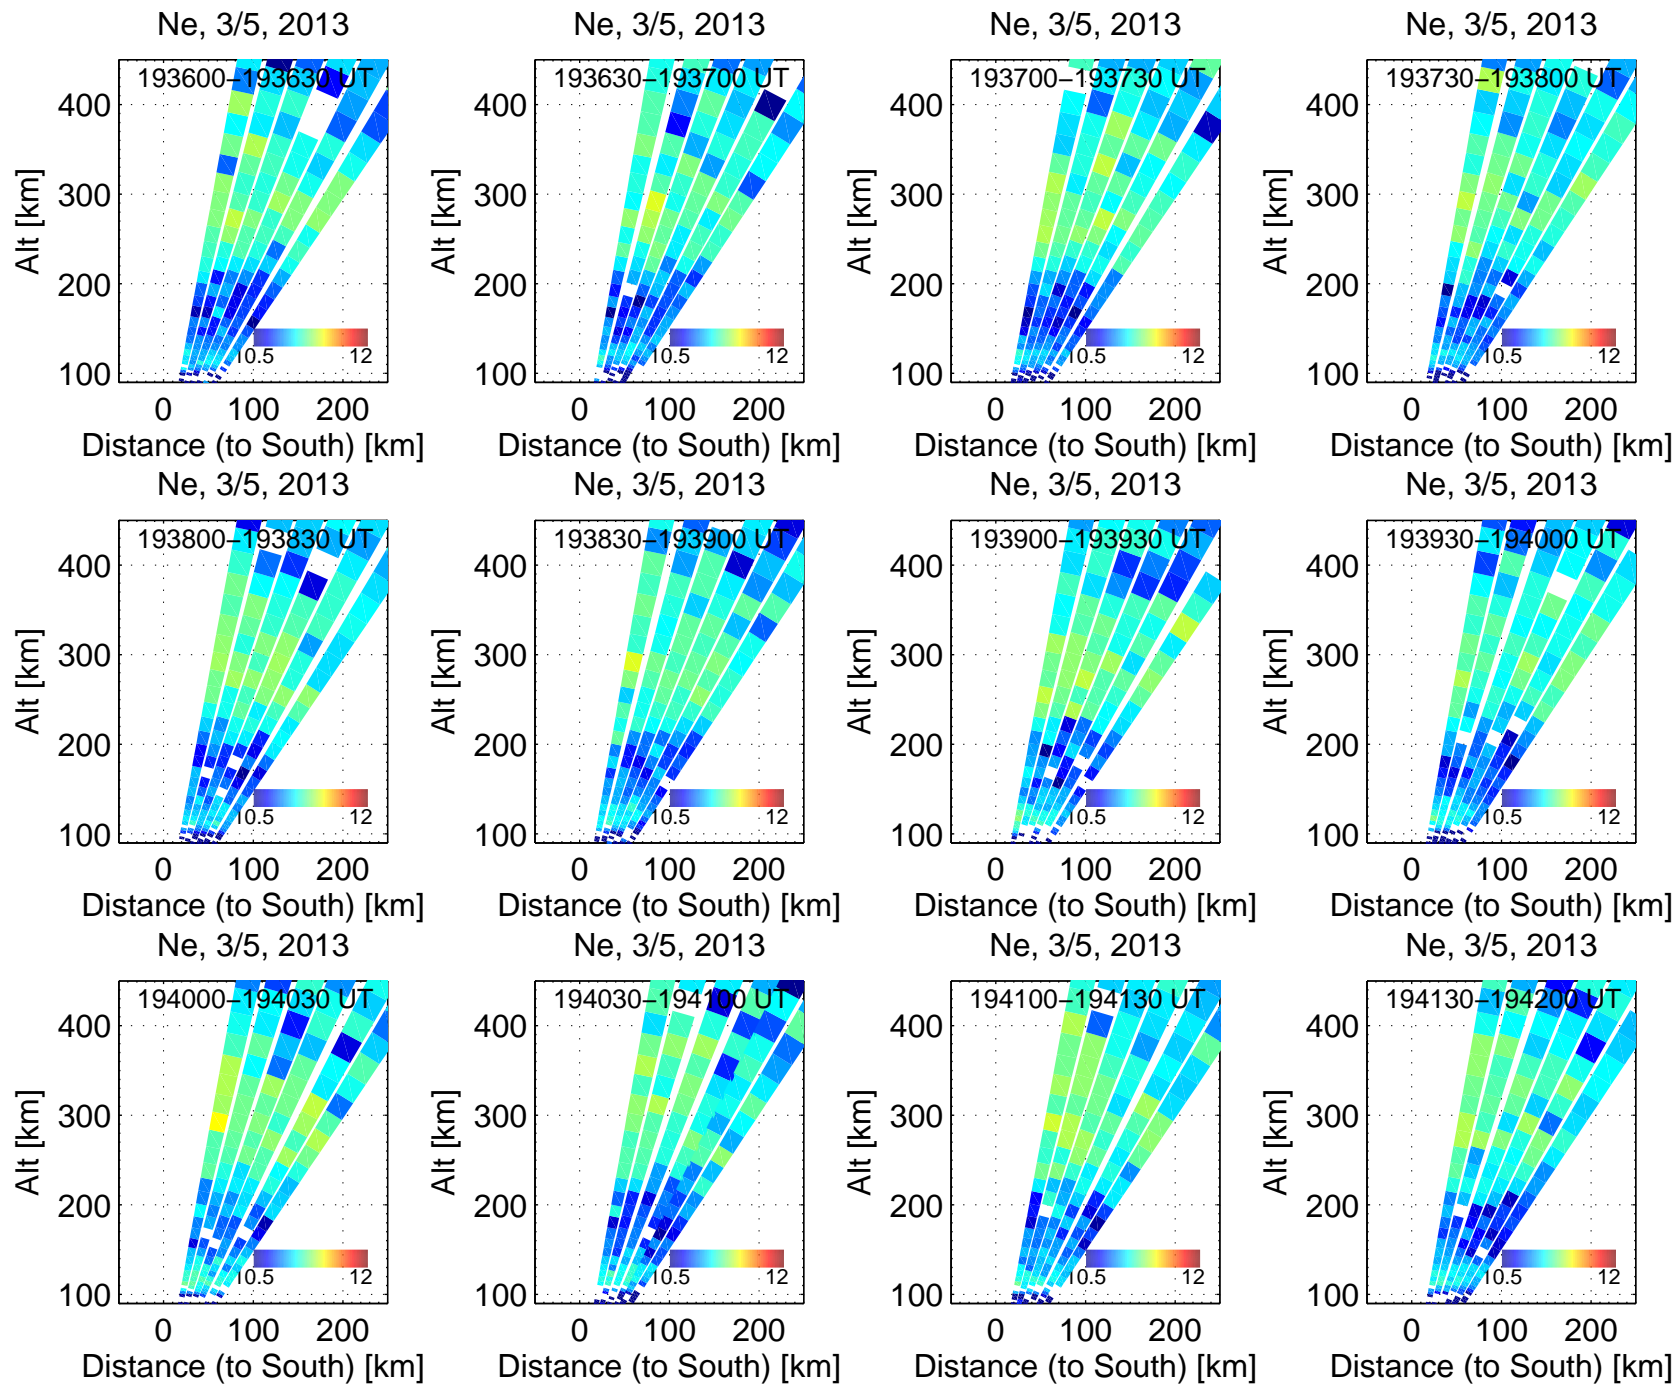 Ne, 3/5, 2013
193600−193630 UT
400
300
200
100
Alt [km]
10.5 12
0 100 200
Distance (to South) [km]
Ne, 3/5, 2013
193630−193700 UT
400
300
200
100
Alt [km]
10.5 12
0 100 200
Distance (to South) [km]
Ne, 3/5, 2013
193700−193730 UT
400
300
200
100
Alt [km]
10.5 12
0 100 200
Distance (to South) [km]
Ne, 3/5, 2013
193730−193800 UT
400
300
200
100
Alt [km]
10.5 12
0 100 200
Distance (to South) [km]
Ne, 3/5, 2013
193800−193830 UT
400
300
200
100
Alt [km]
10.5 12
0 100 200
Distance (to South) [km]
Ne, 3/5, 2013
193830−193900 UT
400
300
200
100
Alt [km]
10.5 12
0 100 200
Distance (to South) [km]
Ne, 3/5, 2013
193900−193930 UT
400
300
200
100
Alt [km]
10.5 12
0 100 200
Distance (to South) [km]
Ne, 3/5, 2013
193930−194000 UT
400
300
200
100
Alt [km]
10.5 12
0 100 200
Distance (to South) [km]
Ne, 3/5, 2013
194000−194030 UT
400
300
200
100
Alt [km]
10.5 12
0 100 200
Distance (to South) [km]
Ne, 3/5, 2013
194030−194100 UT
400
300
200
100
Alt [km]
10.5 12
0 100 200
Distance (to South) [km]
Ne, 3/5, 2013
194100−194130 UT
400
300
200
100
Alt [km]
10.5 12
0 100 200
Distance (to South) [km]
Ne, 3/5, 2013
194130−194200 UT
400
300
200
100
Alt [km]
10.5 12
0 100 200
Distance (to South) [km]